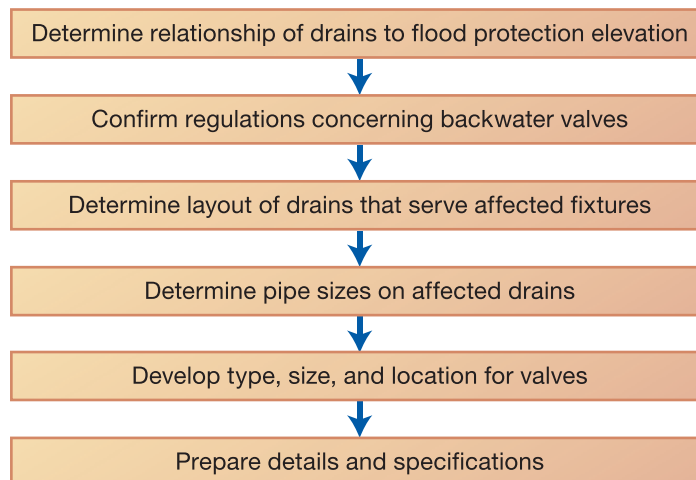 Determine relationship of drains to flood protection elevation
Confirm regulations concerning backwater valves
Determine layout of drains that serve affected fixtures
Determine pipe sizes on affected drains
Develop type, size, and location for valves
Prepare details and specifications